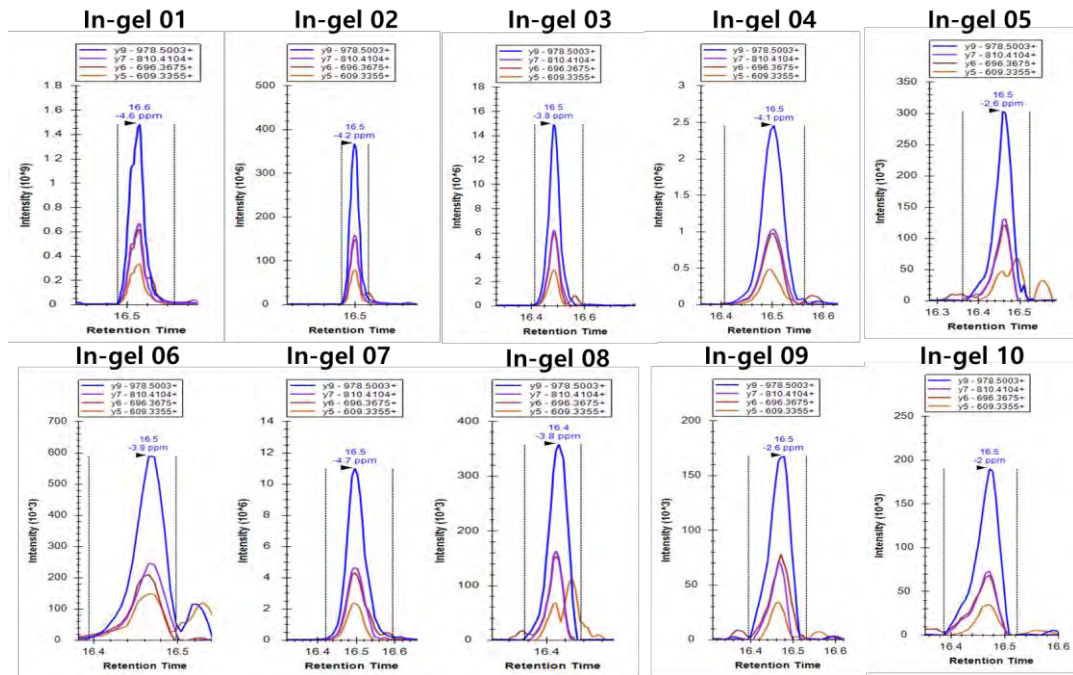 In-gel 01
y9 - 978.5003+
y7 - 810.4104+
y6 - 696.3675+
y5 - 609.3355+
1.8
1.6
1.4
1.2
1
0.8
0.6
0.4
0.2
0
Intensity (10^9)
16.6
-4.6 ppm
16.5
Retention Time
In-gel 02
y9 - 978.5003+
y7 - 810.4104+
y6 - 696.3675+
y5 - 609.3355+
500
400
300
200
100
0
Intensity (10^6)
16.5
-4.2 ppm
16.5
Retention Time
In-gel 03
y9 - 978.5003+
y7 - 810.4104+
y6 - 696.3675+
y5 - 609.3355+
18
16
14
12
10
8
6
4
2
0
Intensity (10^6)
16.5
-3.8 ppm
16.4 16.6
Retention Time
In-gel 04
y9 - 978.5003+
y7 - 810.4104+
y6 - 696.3675+
y5 - 609.3355+
3
2.5
2
1.5
1
0.5
0
Intensity (10^6)
16.5
-4.1 ppm
16.4 16.5 16.6
Retention Time
In-gel 05
y9 - 978.5003+
y7 - 810.4104+
y6 - 696.3675+
y5 - 609.3355+
350
300
250
200
150
100
50
0
Intensity (10^3)
16.5
-2.6 ppm
16.3 16.4 16.5
Retention Time
In-gel 06
y9 - 978.5003+
y7 - 810.4104+
y6 - 696.3675+
y5 - 609.3355+
700
600
500
400
300
200
100
0
Intensity (10^3)
16.5
-3.9 ppm
16.4 16.5
Retention Time
In-gel 07
y9 - 978.5003+
y7 - 810.4104+
y6 - 696.3675+
y5 - 609.3355+
14
12
10
8
6
4
2
0
Intensity (10^6)
16.5
-4.7 ppm
16.4 16.5 16.6
Retention Time
In-gel 08
y9 - 978.5003+
y7 - 810.4104+
y6 - 696.3675+
y5 - 609.3355+
400
300
200
100
0
Intensity (10^3)
16.4
-3.8 ppm
16.4
Retention Time
In-gel 09
y9 - 978.5003+
y7 - 810.4104+
y6 - 696.3675+
y5 - 609.3355+
200
150
100
50
0
Intensity (10^3)
16.5
-2.6 ppm
16.4 16.5 16.6
Retention Time
In-gel 10
y9 - 978.5003+
y7 - 810.4104+
y6 - 696.3675+
y5 - 609.3355+
250
200
150
100
50
0
Intensity (10^3)
16.5
-2 ppm
16.4 16.5 16.6
Retention Time